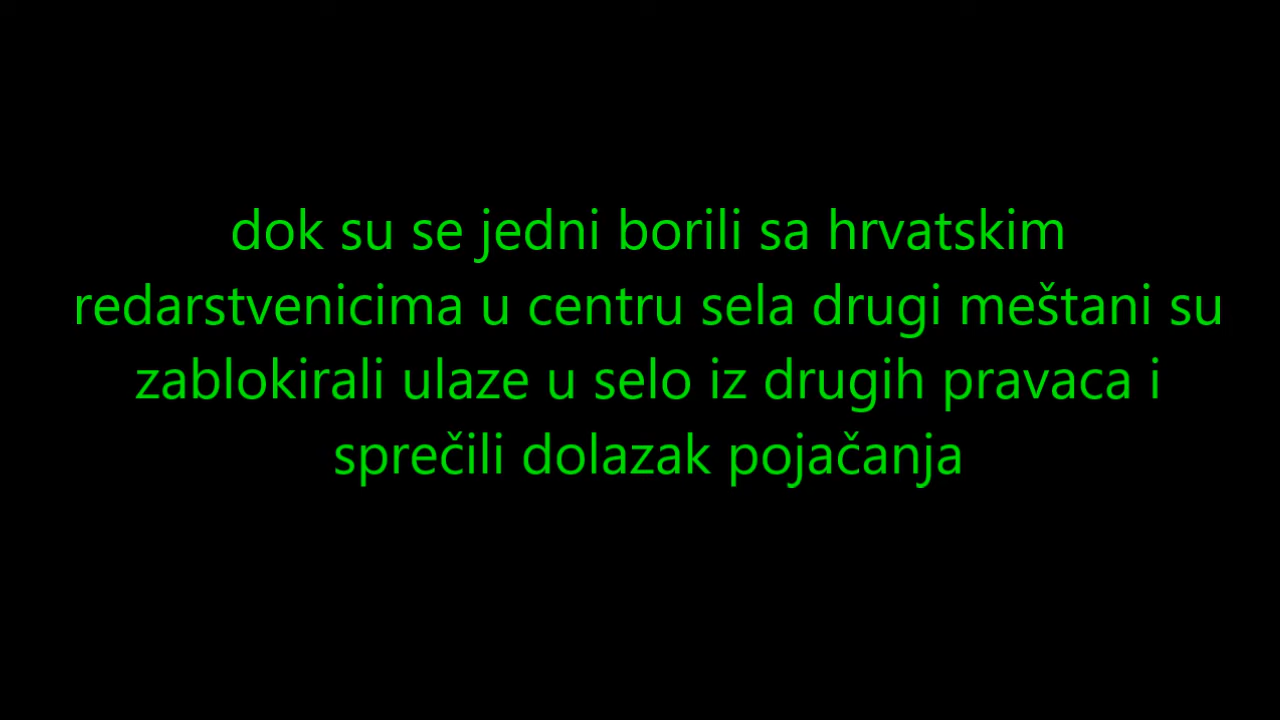 dok su se jedni borili sa hrvatskim
redarstvenicima u centru sela drugi meštani su
zablokirali ulaze u selo iz drugih pravaca i
sprečili dolazak pojačanja